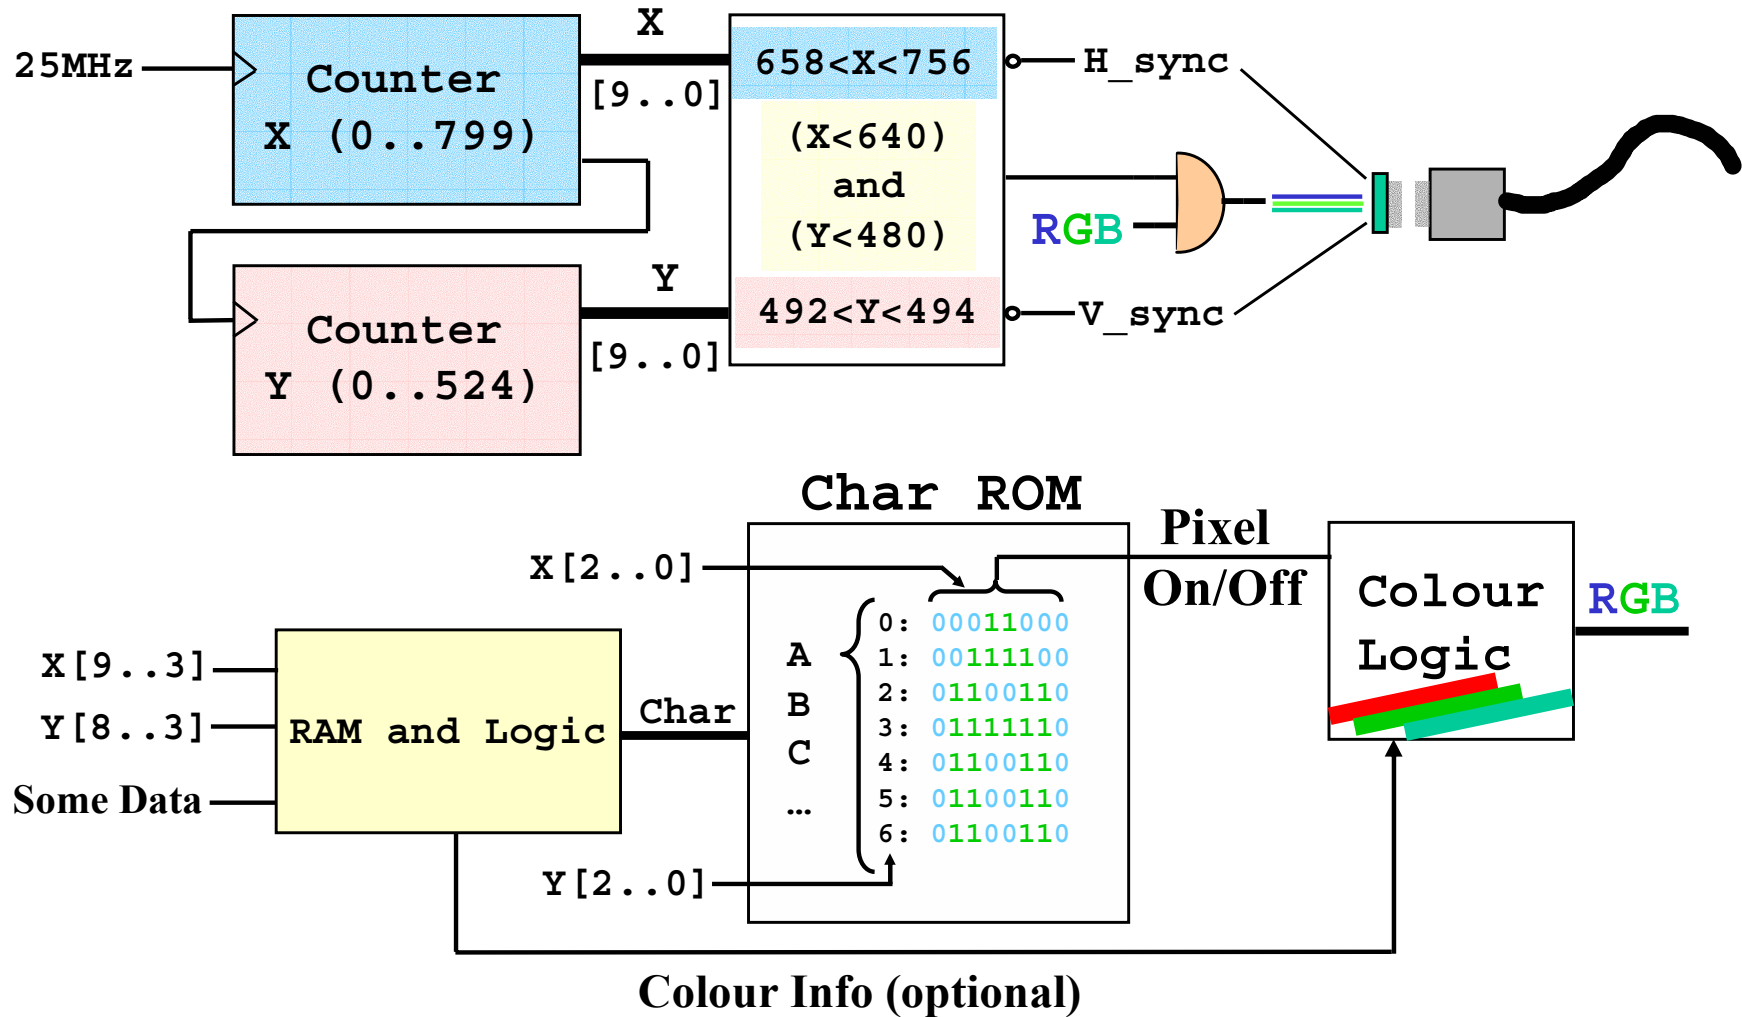 25MHz
Counter
X (0..799)
X
[9..0]
658<X<756
(X<640)
and
(Y<480)
492<Y<494
H_sync
RGB
V_sync
Counter
Y (0..524)
Y
[9..0]
Char ROM
X[2..0]
Pixel
On/Off
Colour
Logic
RGB
X[9..3]
Y[8..3]
Some Data
RAM and Logic
Char
A
B
C
...
0: 00011000
1: 00111100
2: 01100110
3: 01111110
4: 01100110
5: 01100110
6: 01100110
Y[2..0]
Colour Info (optional)